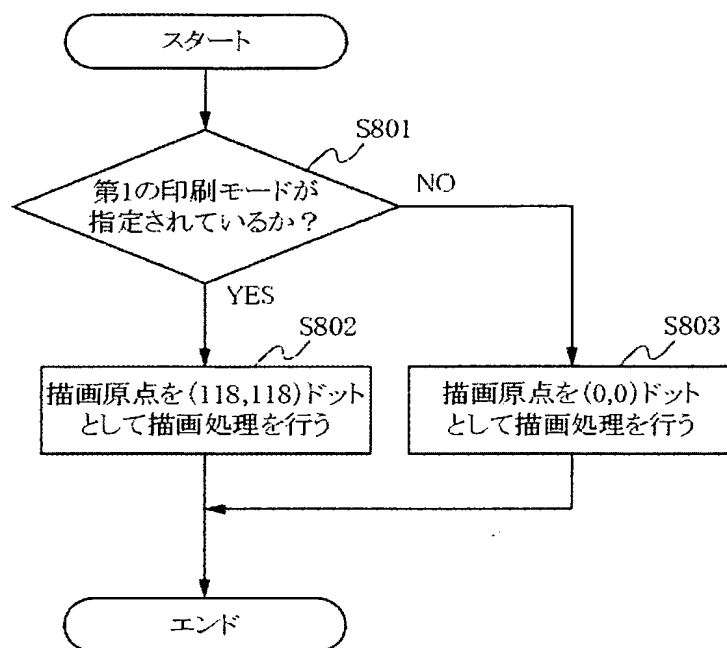 スタート
S801
第1の印刷モードが
指定されているか？
NO
YES
S802
描画原点を(118,118)ドット
として描画処理を行う
S803
描画原点を(0,0)ドット
として描画処理を行う
エンド